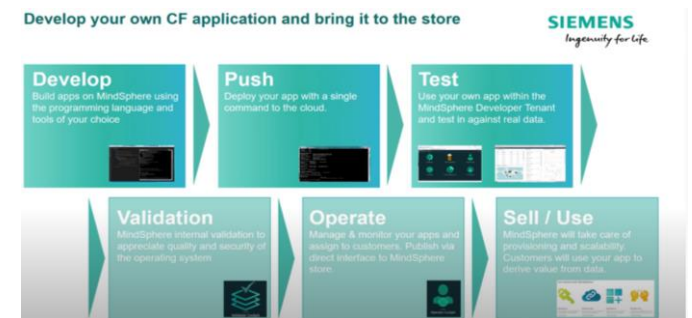 Develop your own CF application and bring it to the store
SIEMENS
Ingenuity for life
Develop
Build apps on MindSphere using
the programming language and
tools of your choice
Push
Deploy your app with a single
command to the cloud.
Test
Use your own app within the
MindSphere Developer Tenant
and test in against real data.
Validation
MindSphere internal validation to
appreciate quality and security of
the operating system
Operate
Manage & monitor your apps and
assign to customers. Publish via
direct interface to MindSphere
store.
Sell / Use
MindSphere will take care of
provisioning and scalability.
Customers will use your app to
derive value from data.